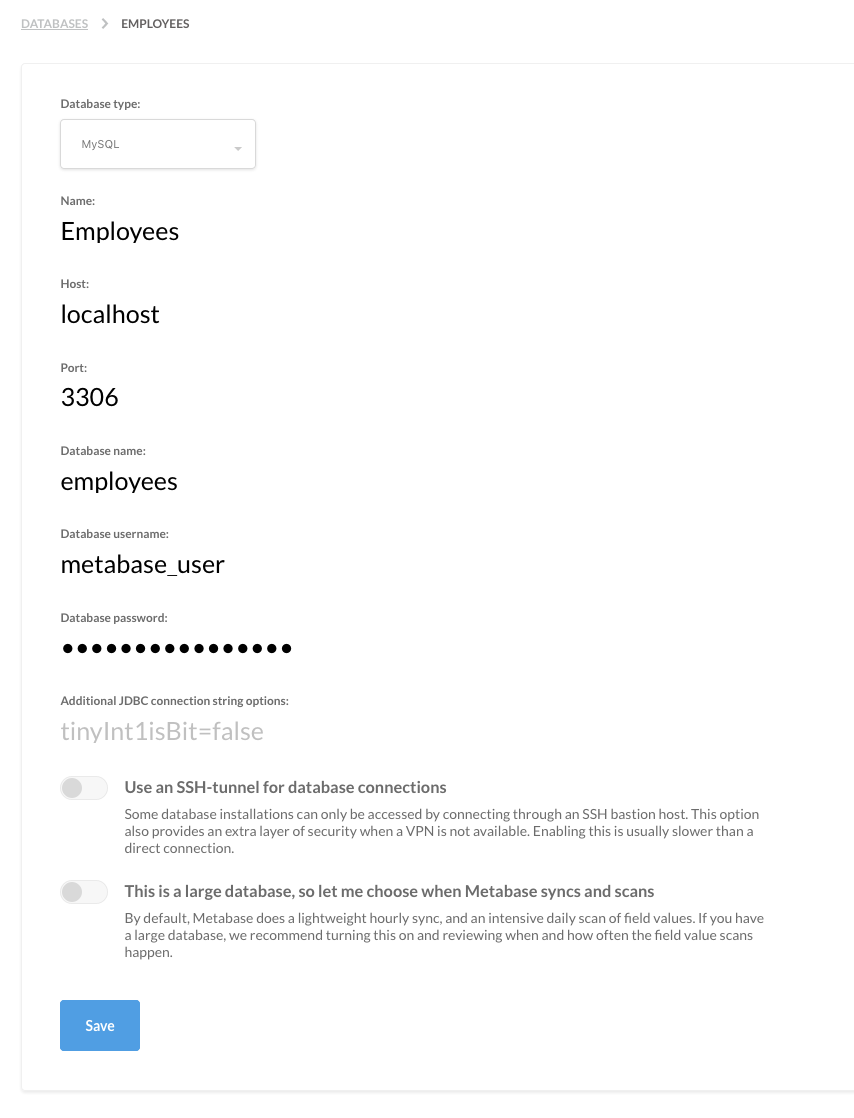 DATABASES > EMPLOYEES
Database type:
MySQL
Name:
Employees
Host:
localhost
Port:
3306
Database name:
employees
Database username:
metabase_user
Database password:
●●●●●●●●●●●●●●●●
Additional JDBC connection string options:
tinyInt1isBit=false
Use an SSH-tunnel for database connections
Some database installations can only be accessed by connecting through an SSH bastion host. This option
also provides an extra layer of security when a VPN is not available. Enabling this is usually slower than a
direct connection.
This is a large database, so let me choose when Metabase syncs and scans
By default, Metabase does a lightweight hourly sync, and an intensive daily scan of field values. If you have
a large database, we recommend turning this on and reviewing when and how often the field value scans
happen.
Save